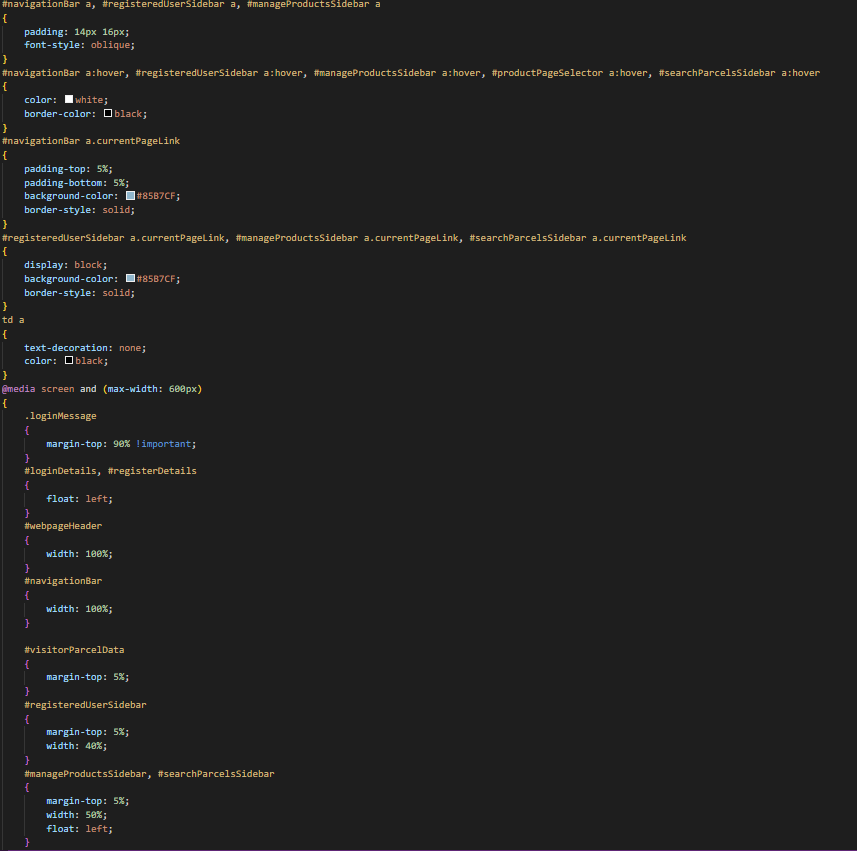 #navigationBar a, #registeredUserSidebar a, #manageProductsSidebar a
{
padding: 14px 16px;
font-style: oblique;
}
#navigationBar a:hover, #registeredUserSidebar a:hover, #manageProductsSidebar a:hover, #productPageSelector a:hover, #searchParcelsSidebar a:hover
{
color: white;
border-color: black;
}
#navigationBar a.currentPageLink
{
padding-top: 5%;
padding-bottom: 5%;
background-color: #85B7CF;
border-style: solid;
}
#registeredUserSidebar a.currentPageLink, #manageProductsSidebar a.currentPageLink, #searchParcelsSidebar a.currentPageLink
{
display: block;
background-color: #85B7CF;
border-style: solid;
}
td a
{
text-decoration: none;
color: black;
}
@media screen and (max-width: 600px)
{
.loginMessage
{
margin-top: 90% !important;
}
#loginDetails, #registerDetails
{
float: left;
}
#webpageHeader
{
width: 100%;
}
#navigationBar
{
width: 100%;
}
#visitorParcelData
{
margin-top: 5%;
}
#registeredUserSidebar
{
margin-top: 5%;
width: 40%;
}
#manageProductsSidebar, #searchParcelsSidebar
{
margin-top: 5%;
width: 50%;
float: left;
}